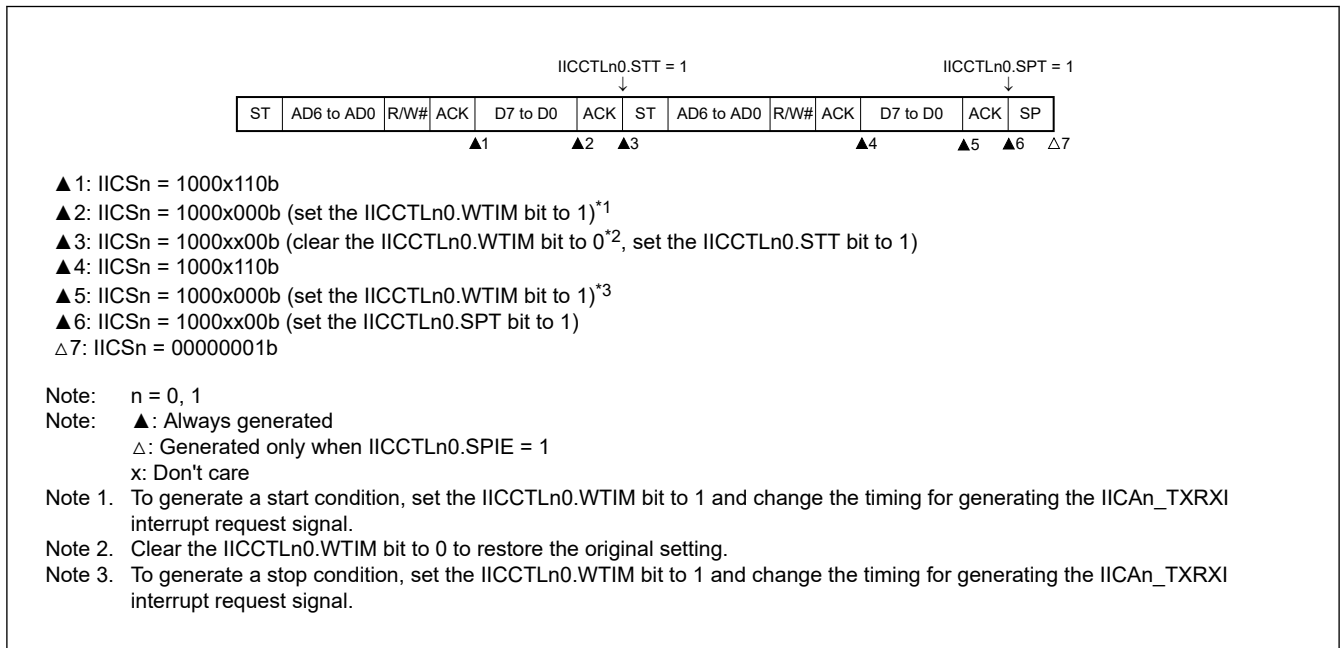 IICCTLn0.STT = 1 IICCTLn0.SPT = 1
↓ ↓
ST AD6 to AD0 R/W# ACK D7 to D0 ACK ST AD6 to AD0 R/W# ACK D7 to D0 ACK SP
▲1 ▲2 ▲3 ▲4 ▲5 ▲6 △7
▲1: IICSn = 1000x110b
▲2: IICSn = 1000x000b (set the IICCTLn0.WTIM bit to 1)*1
▲3: IICSn = 1000xx00b (clear the IICCTLn0.WTIM bit to 0*2, set the IICCTLn0.STT bit to 1)
▲4: IICSn = 1000x110b
▲5: IICSn = 1000x000b (set the IICCTLn0.WTIM bit to 1)*3
▲6: IICSn = 1000xx00b (set the IICCTLn0.SPT bit to 1)
△7: IICSn = 00000001b
Note: n = 0, 1
Note: ▲: Always generated
△: Generated only when IICCTLn0.SPIE = 1
x: Don't care
Note 1. To generate a start condition, set the IICCTLn0.WTIM bit to 1 and change the timing for generating the IICAn_TXRXI
interrupt request signal.
Note 2. Clear the IICCTLn0.WTIM bit to 0 to restore the original setting.
Note 3. To generate a stop condition, set the IICCTLn0.WTIM bit to 1 and change the timing for generating the IICAn_TXRXI
interrupt request signal.